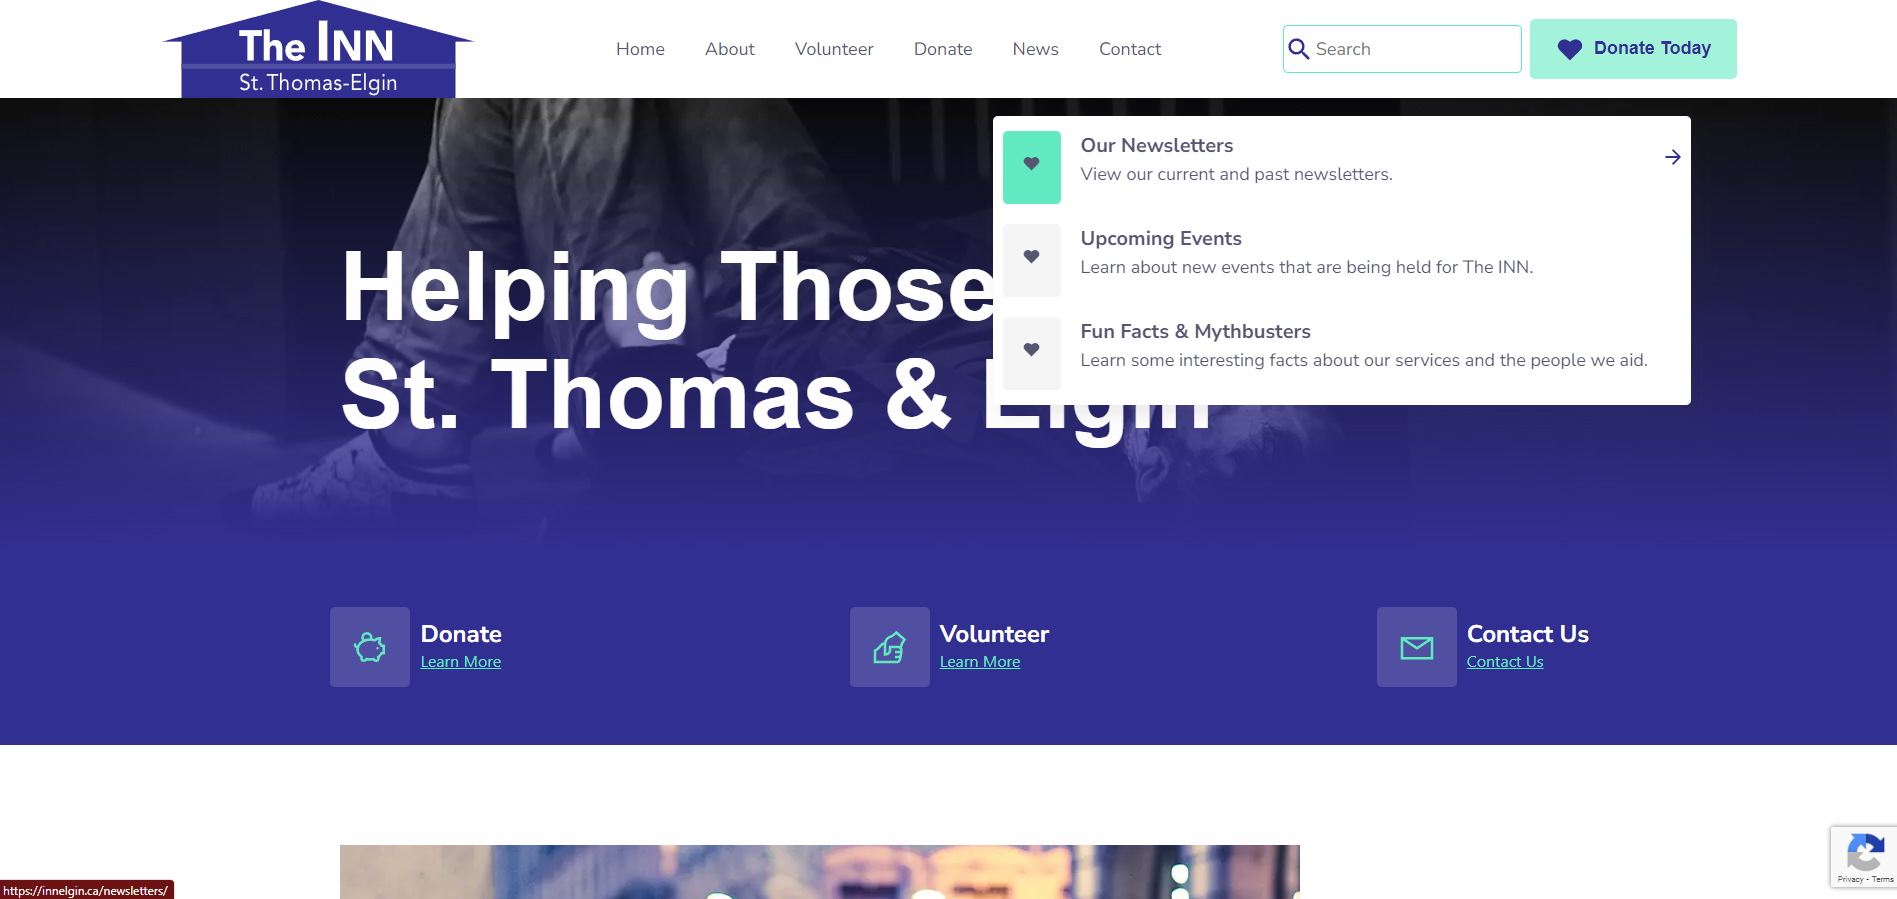 The INN
St. Thomas-Elgin
Home
About
Volunteer
Donate
News
Contact
Search
Donate Today
Our Newsletters
View our current and past newsletters.
Upcoming Events
Learn about new events that are being held for The INN.
Fun Facts & Mythbusters
Learn some interesting facts about our services and the people we aid.
Helping Those
St. Thomas & Elgin
Donate
Learn More
Volunteer
Learn More
Contact Us
Contact Us
https://innelgin.ca/newsletters/
Privacy - Terms